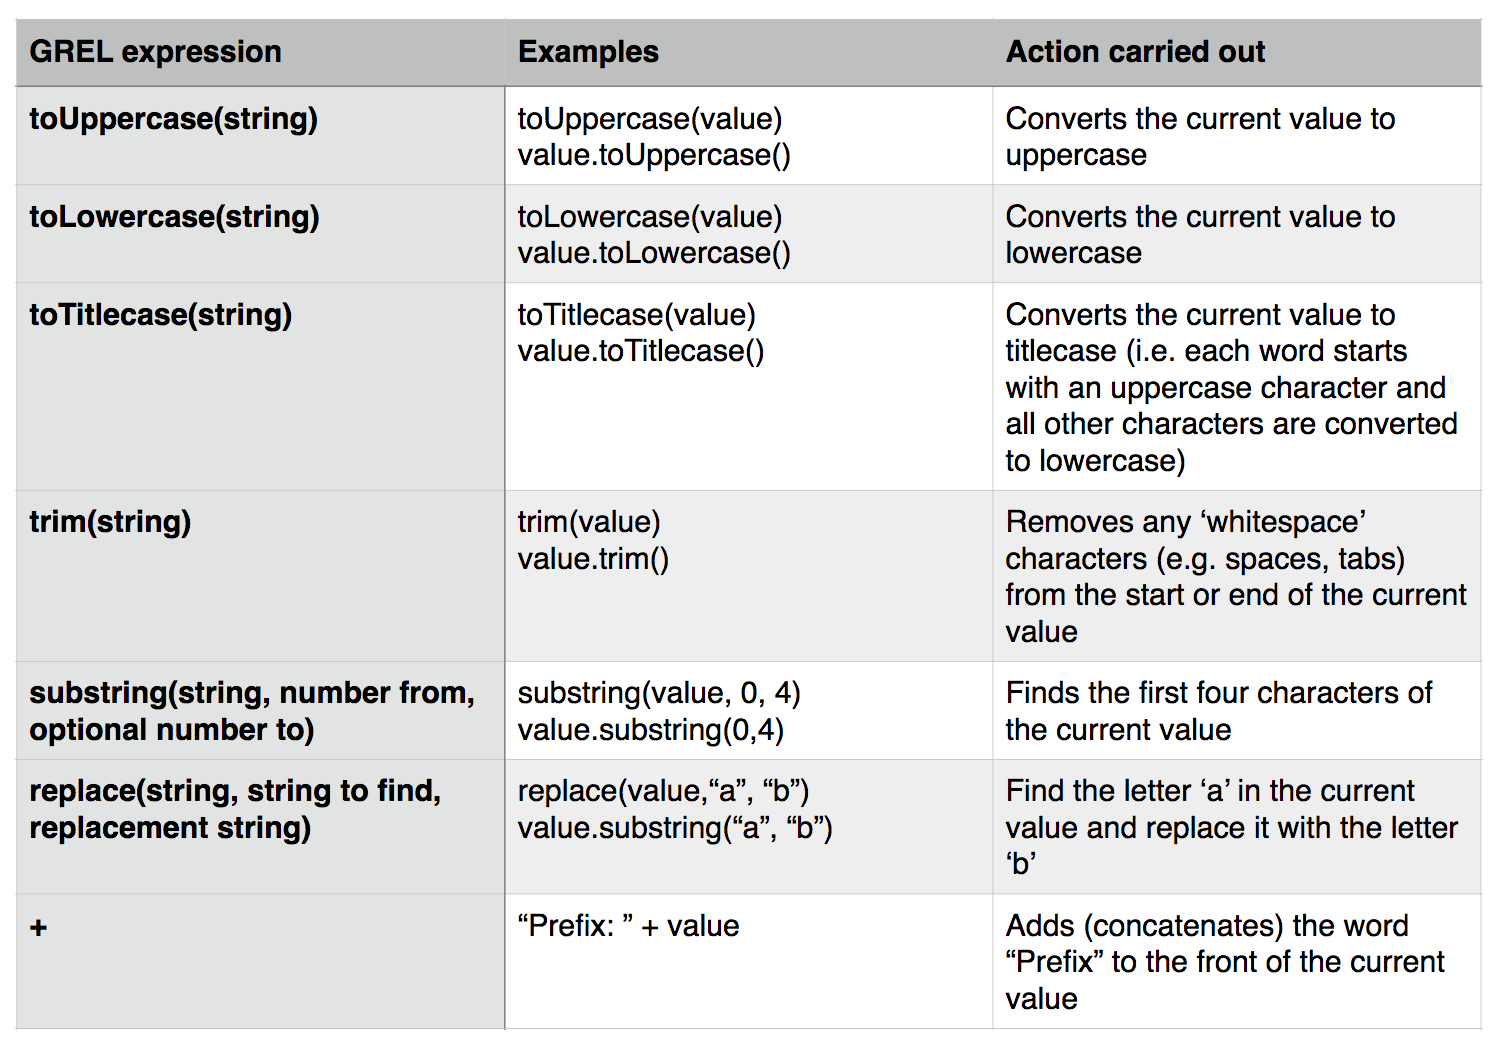 GREL expression
Examples
Action carried out
toUppercase(string)
toUppercase(value)
value.toUppercase()
Converts the current value to
uppercase
toLowercase(string)
toLowercase(value)
value.toLowercase()
Converts the current value to
lowercase
toTitlecase(string)
toTitlecase(value)
value.toTitlecase()
Converts the current value to
titlecase (i.e. each word starts
with an uppercase character and
all other characters are converted
to lowercase)
trim(string)
trim(value)
value.trim()
Removes any ‘whitespace’
characters (e.g. spaces, tabs)
from the start or end of the current
value
substring(string, number from,
optional number to)
substring(value, 0, 4)
value.substring(0,4)
Finds the first four characters of
the current value
replace(string, string to find,
replacement string)
replace(value,“a”, “b”)
value.substring(“a”, “b”)
Find the letter ‘a’ in the current
value and replace it with the letter
‘b’
+
“Prefix: ” + value
Adds (concatenates) the word
“Prefix” to the front of the current
value